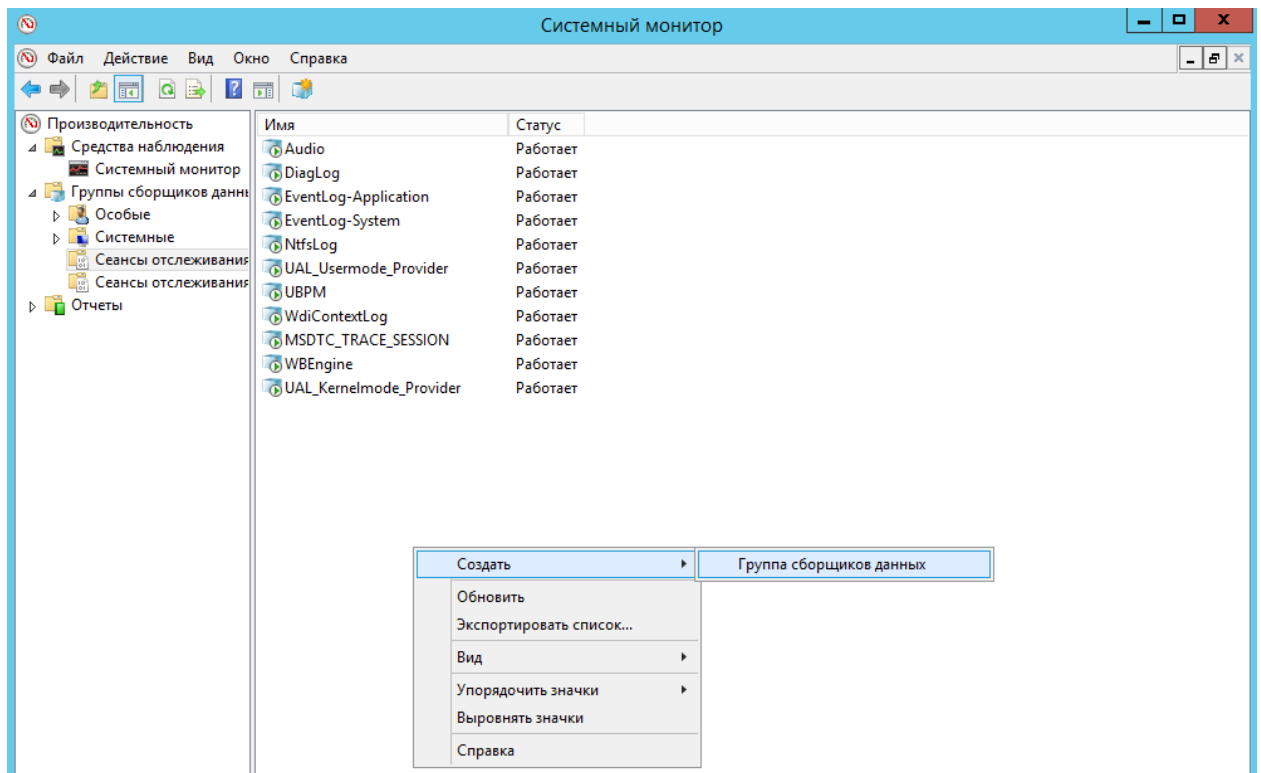 Системный монитор
Файл Действие Вид Окно Справка
Производительность
Средства наблюдения
Системный монитор
Группы сборщиков даннь
Особые
Системные
Сеансы отслеживания
Сеансы отслеживания
Отчеты
Имя Статус
Audio Работает
DiagLog Работает
EventLog-Application Работает
EventLog-System Работает
NtfsLog Работает
UAL_Usermode_Provider Работает
UBPM Работает
WdiContextLog Работает
MSDTC_TRACE_SESSION Работает
WBEngine Работает
UAL_Kernelmode_Provider Работает
Создать
Группа сборщиков данных
Обновить
Экспортировать список...
Вид
Упорядочить значки
Выровнять значки
Справка